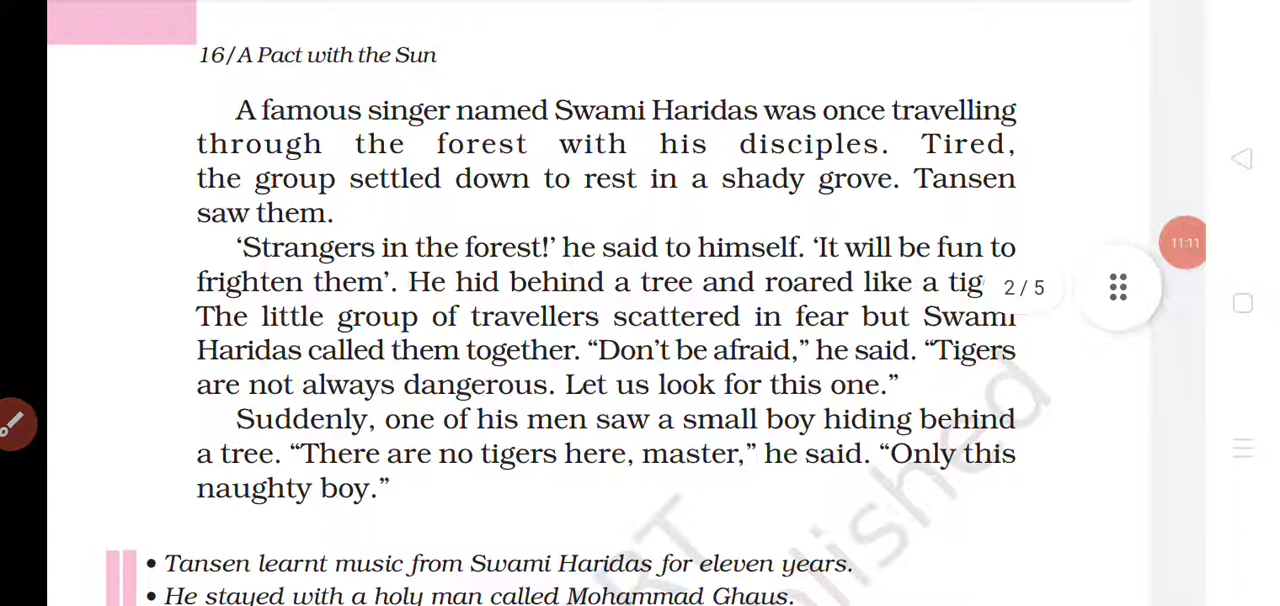 16/A Pact with the Sun
A famous singer named Swami Haridas was once travelling
through the forest with his disciples. Tired,
the group settled down to rest in a shady grove. Tansen
saw them.
‘Strangers in the forest!’ he said to himself. ‘It will be fun to
frighten them’. He hid behind a tree and roared like a tig
2 / 5
11:11
The little group of travellers scattered in fear but Swami
Haridas called them together. “Don’t be afraid,” he said. “Tigers
are not always dangerous. Let us look for this one.”
Suddenly, one of his men saw a small boy hiding behind
a tree. “There are no tigers here, master,” he said. “Only this
naughty boy.”
• Tansen learnt music from Swami Haridas for eleven years.
• He stayed with a holy man called Mohammad Ghaus.